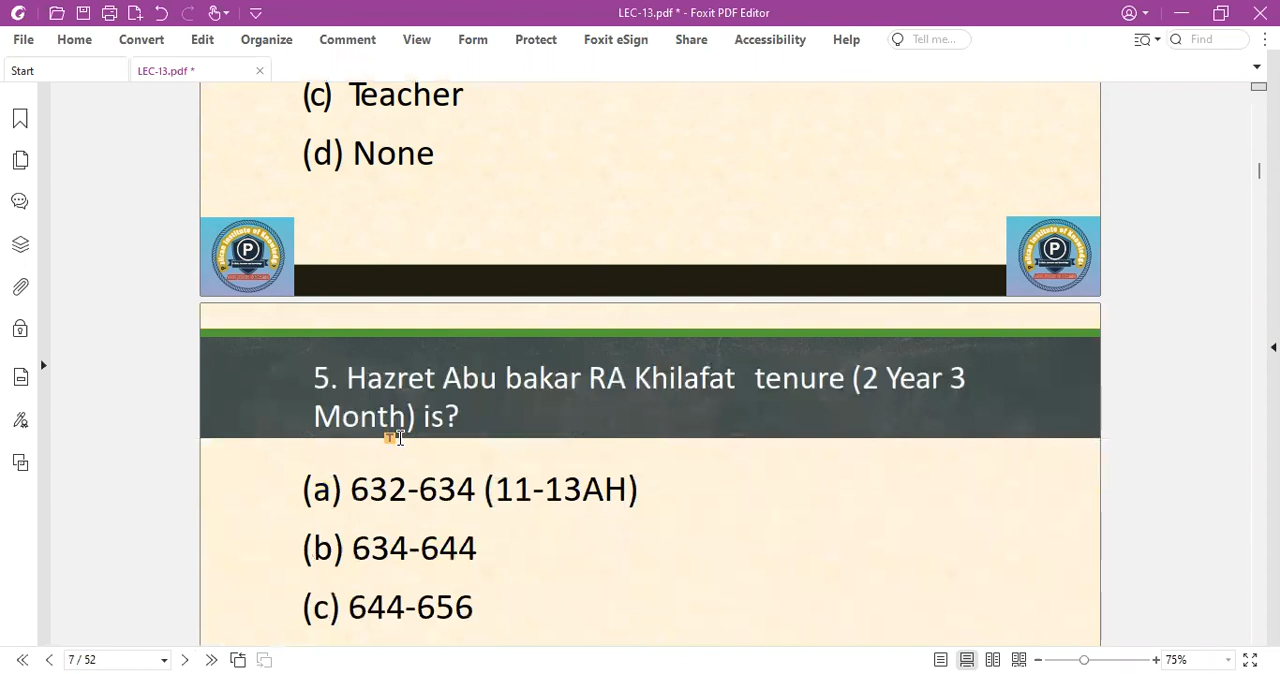 LEC-13.pdf * - Foxit PDF Editor
File Home Convert Edit Organize Comment View Form Protect Foxit eSign Share Accessibility Help Tell me... Find
Start LEC-13.pdf *
(c) Teacher
(d) None
P P
5. Hazret Abu bakar RA Khilafat tenure (2 Year 3
Month) is?
(a) 632-634 (11-13AH)
(b) 634-644
(c) 644-656
7 / 52 75%